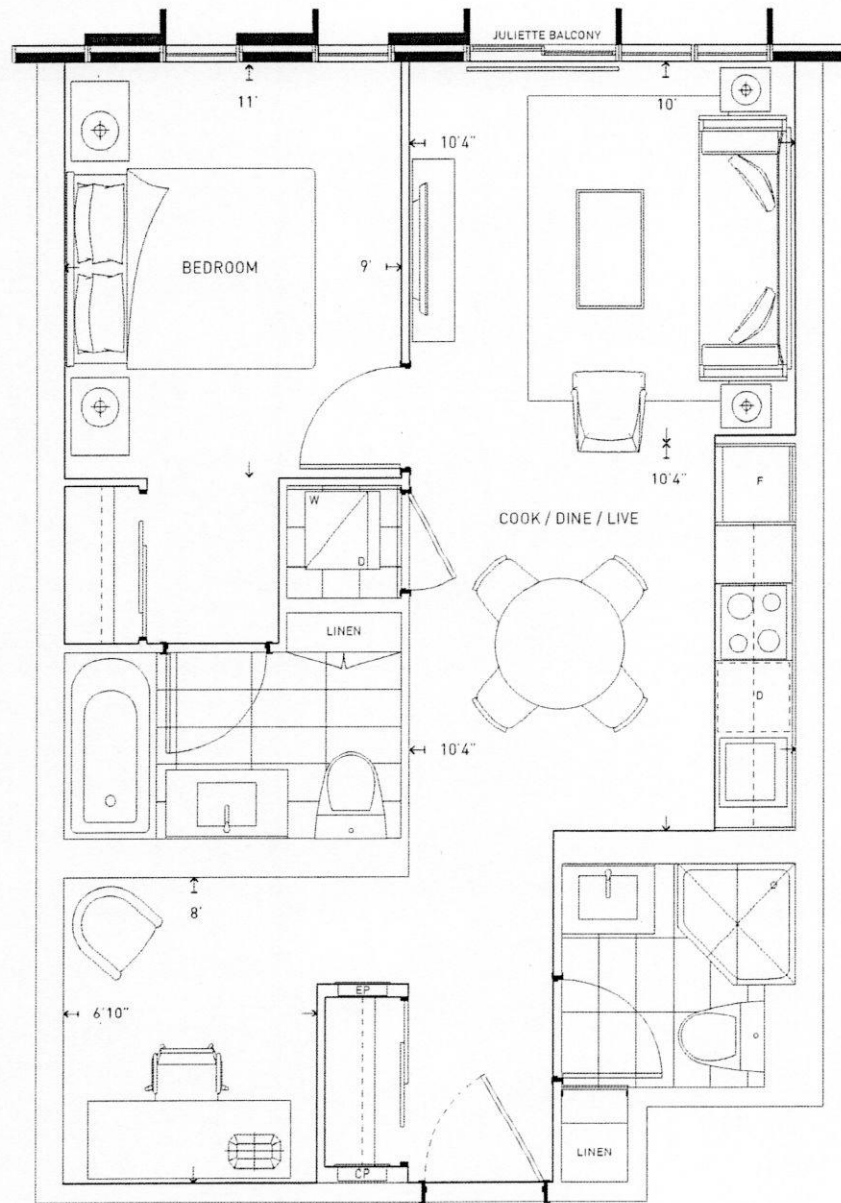 JULIETTE BALCONY
11'
10'
10'4"
BEDROOM
9'
10'4"
F
W
D
COOK / DINE / LIVE
LINEN
D
10'4"
8'
EP
6'10"
LINEN
CP